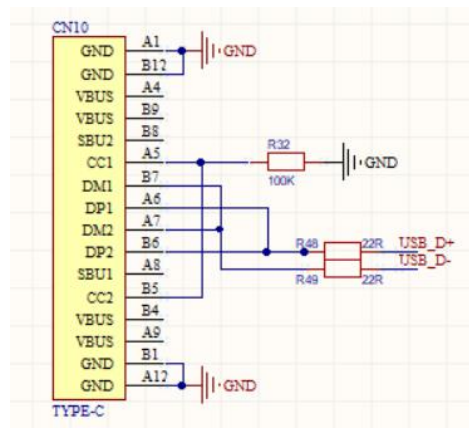 CN10
GND A1 GND
GND B12
VBUS A4
VBUS B9
SBU2 B8
CC1 A5 R32 100K GND
DM1 B7
DP1 A6
DM2 A7 USB_D+
DP2 B6 R48 22R USB_D-
SBU1 A8 R49 22R
CC2 B5
VBUS B4
VBUS A9
GND B1
GND A12 GND
TYPE-C